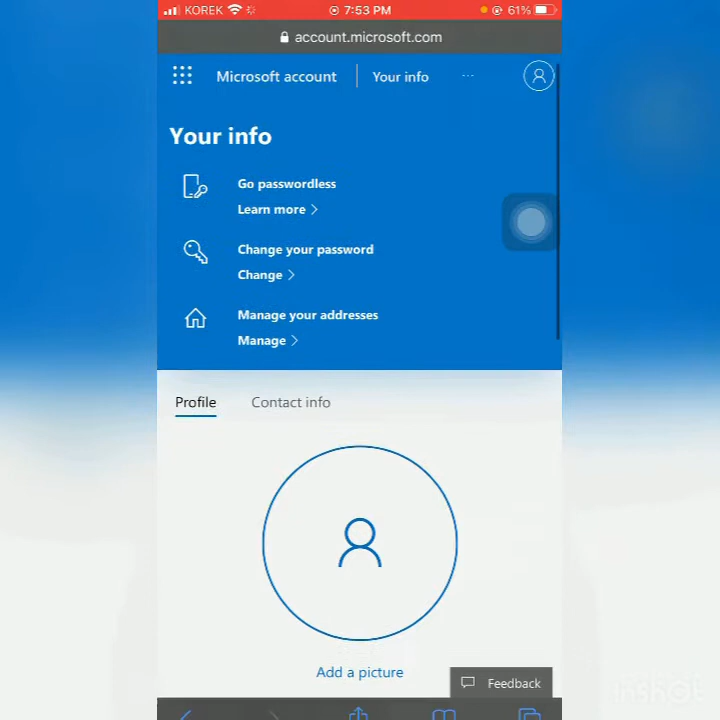 KOREK 7:53 PM 61%
account.microsoft.com
Microsoft account | Your info ...
Your info
Go passwordless
Learn more >
Change your password
Change >
Manage your addresses
Manage >
Profile Contact info
Add a picture
Feedback